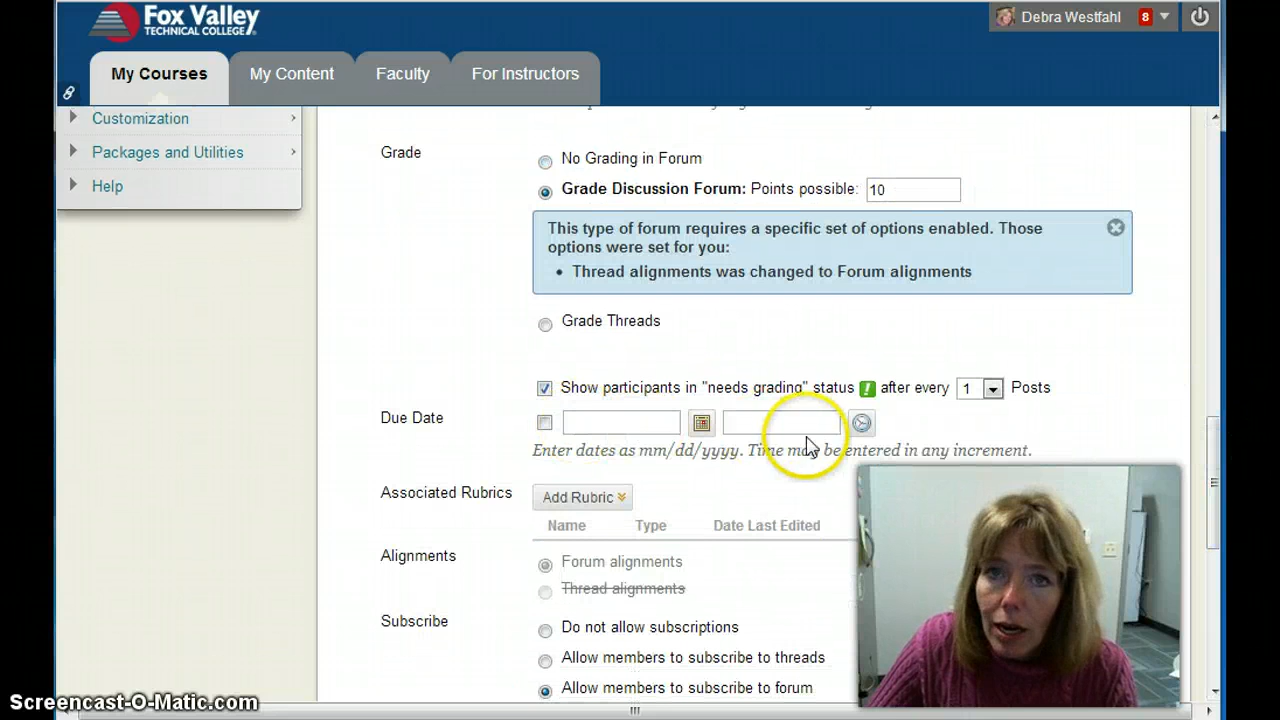 Fox Valley
TECHNICAL COLLEGE
Debra Westfahl 8
My Courses
My Content
Faculty
For Instructors
Customization
Packages and Utilities
Help
Grade
No Grading in Forum
Grade Discussion Forum: Points possible: 10
This type of forum requires a specific set of options enabled. Those
options were set for you:
• Thread alignments was changed to Forum alignments
Grade Threads
Show participants in "needs grading" status ! after every 1 Posts
Due Date
Enter dates as mm/dd/yyyy. Time may be entered in any increment.
Associated Rubrics
Add Rubric
Name Type Date Last Edited
Alignments
Forum alignments
Thread alignments
Subscribe
Do not allow subscriptions
Allow members to subscribe to threads
Allow members to subscribe to forum
Screencast-O-Matic.com